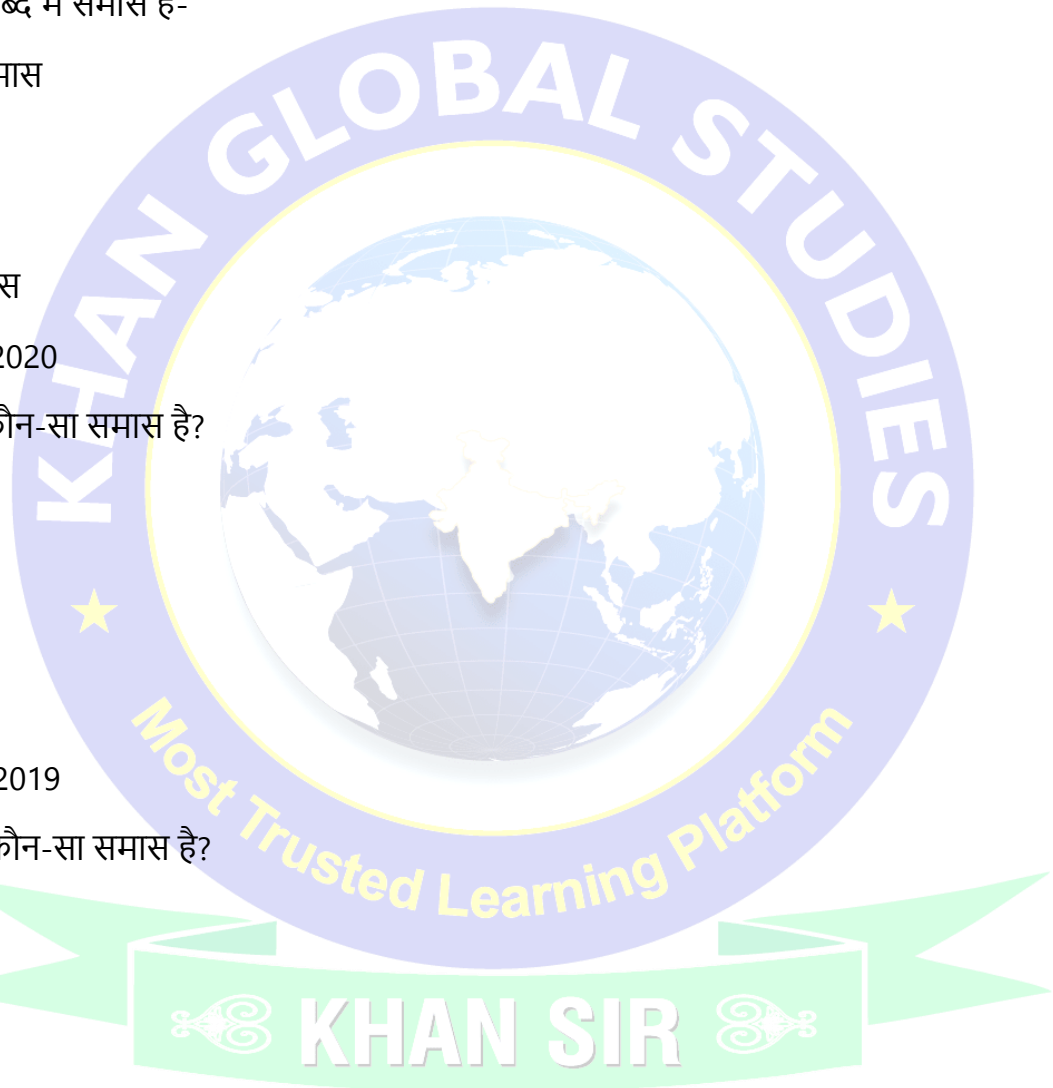 में समास है-
मास
स
2020
कौन-सा समास है?
2019
कौन-सा समास है?
KHAN GLOBAL STUDIES
Most Trusted Learning Platform
KHAN SIR